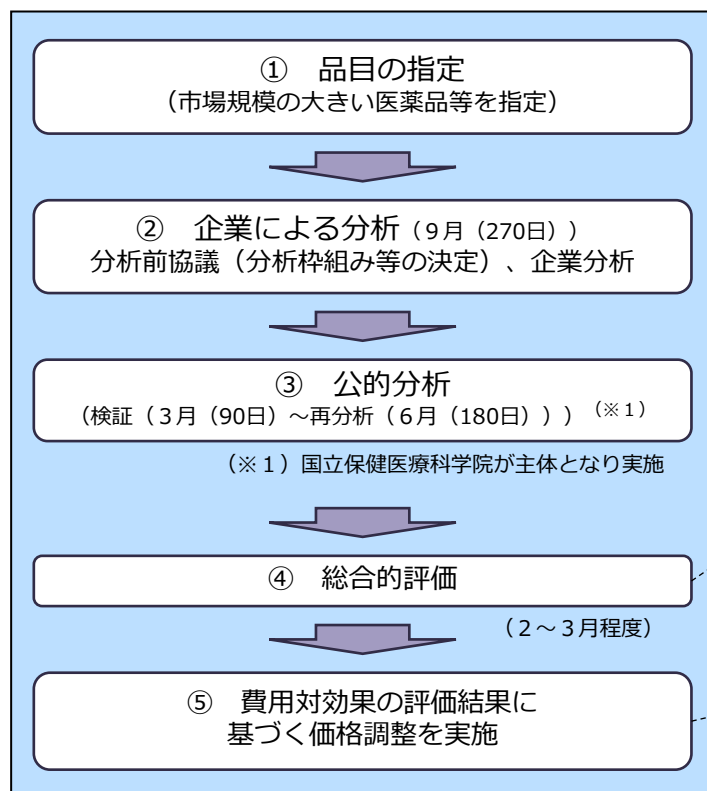 ①　品目の指定
（市場規模の大きい医薬品等を指定）
②　企業による分析（９月（270日））
分析前協議（分析枠組み等の決定）、企業分析
③　公的分析
（検証（３月（90日）～再分析（６月（180日）））（※１）
（※１）国立保健医療科学院が主体となり実施
④　総合的評価
（２～３月程度）
⑤　費用対効果の評価結果に
基づく価格調整を実施